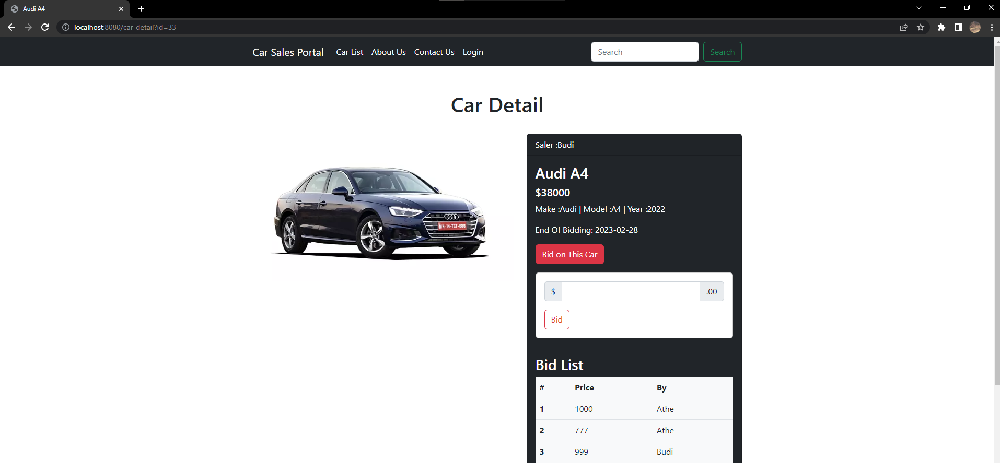 Audi A4
localhost:8080/car-detail?id=33
Car Sales Portal Car List About Us Contact Us Login Search Search
Car Detail
Saler :Budi
Audi A4
$38000
Make :Audi | Model :A4 | Year :2022
End Of Bidding: 2023-02-28
MH-14-TCF-686
Bid on This Car
$ .00
Bid
Bid List
# Price By
1 1000 Athe
2 777 Athe
3 999 Budi